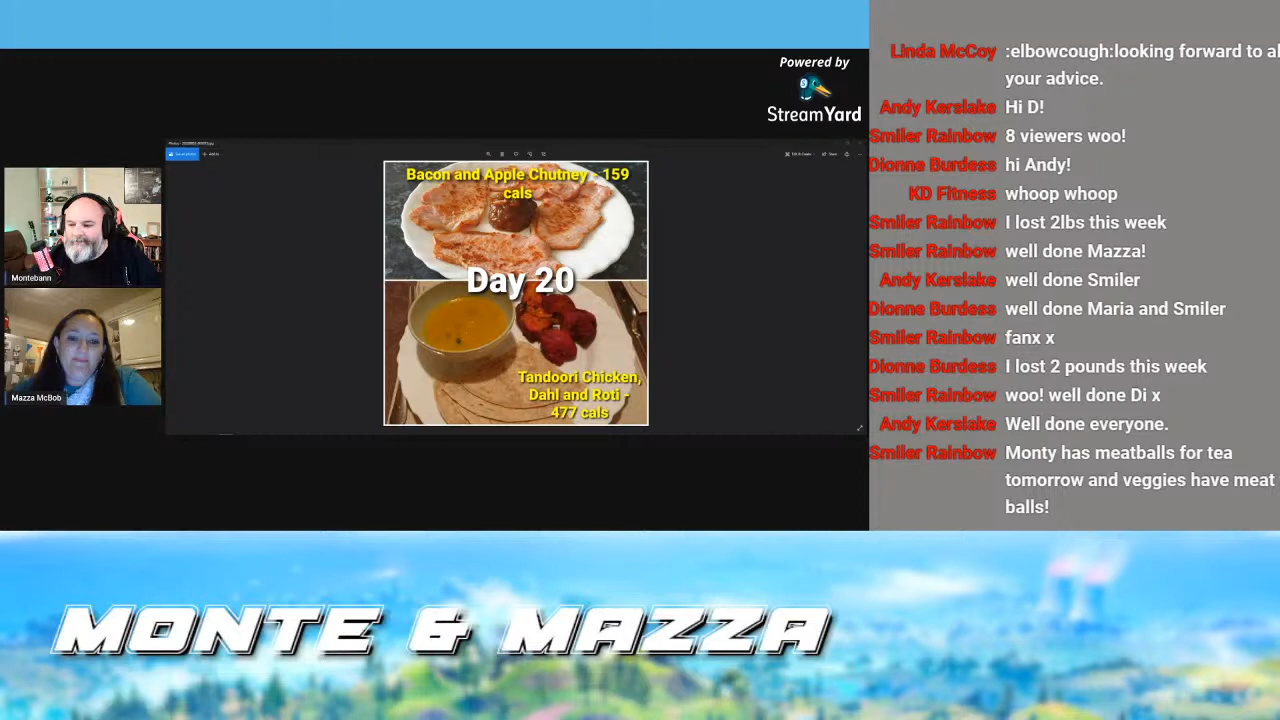 Powered by
StreamYard
Bacon and Apple Chutney - 159
cals
Day 20
Tandoori Chicken,
Dahl and Roti -
477 cals
Montebann
Mazza McBob
Linda McCoy :elbowcough:looking forward to al
your advice.
Andy Kerslake Hi D!
Smiler Rainbow 8 viewers woo!
Dionne Burdess hi Andy!
KD Fitness whoop whoop
Smiler Rainbow I lost 2lbs this week
Smiler Rainbow well done Mazza!
Andy Kerslake well done Smiler
Dionne Burdess well done Maria and Smiler
Smiler Rainbow fanx x
Dionne Burdess I lost 2 pounds this week
Smiler Rainbow woo! well done Di x
Andy Kerslake Well done everyone.
Smiler Rainbow Monty has meatballs for tea
tomorrow and veggies have meat
balls!
MONTE & MAZZA